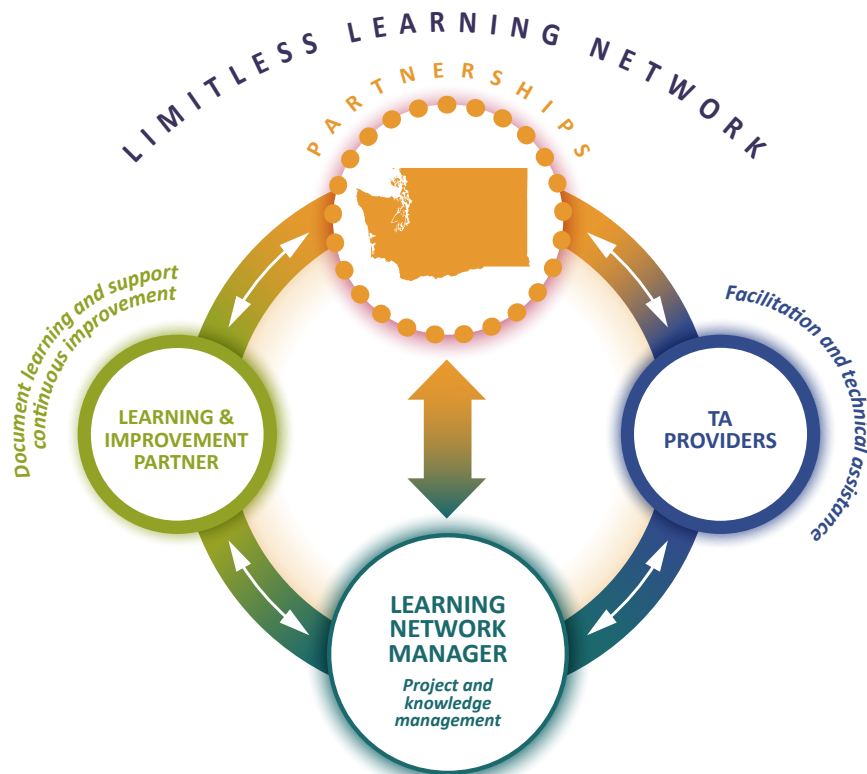 LIMITLESS LEARNING NETWORK
PARTNERSHIPS
Document learning and support
continuous improvement
LEARNING &
IMPROVEMENT
PARTNER
Facilitation and technical assistance
TA
PROVIDERS
LEARNING
NETWORK
MANAGER
Project and
knowledge
management